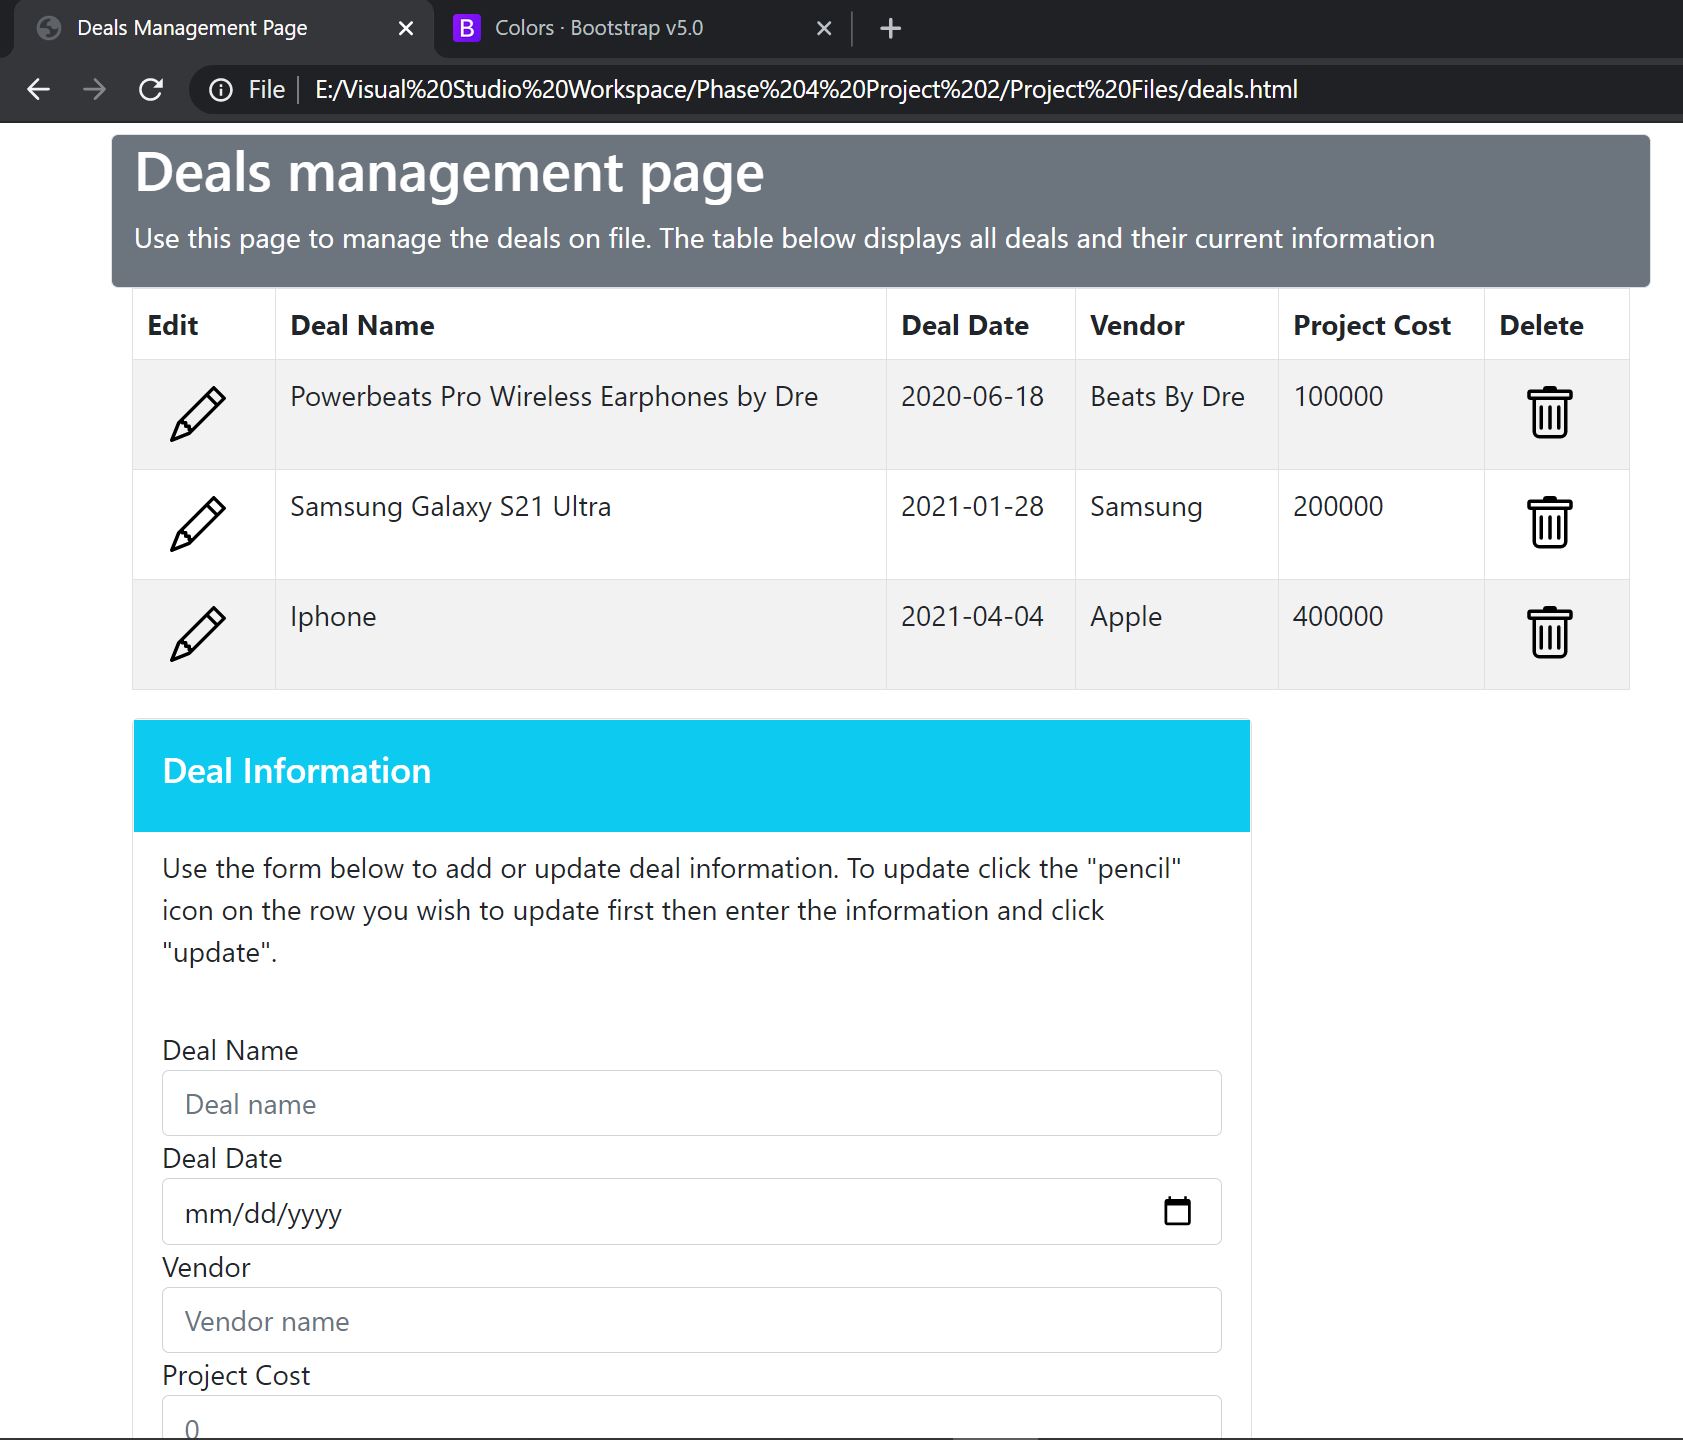 Deals Management Page
Colors · Bootstrap v5.0
File E:/Visual%20Studio%20Workspace/Phase%204%20Project%202/Project%20Files/deals.html
Deals management page
Use this page to manage the deals on file. The table below displays all deals and their current information
Edit Deal Name Deal Date Vendor Project Cost Delete
Powerbeats Pro Wireless Earphones by Dre 2020-06-18 Beats By Dre 100000
Samsung Galaxy S21 Ultra 2021-01-28 Samsung 200000
Iphone 2021-04-04 Apple 400000
Deal Information
Use the form below to add or update deal information. To update click the "pencil"
icon on the row you wish to update first then enter the information and click
"update".
Deal Name
Deal name
Deal Date
mm/dd/yyyy
Vendor
Vendor name
Project Cost
0